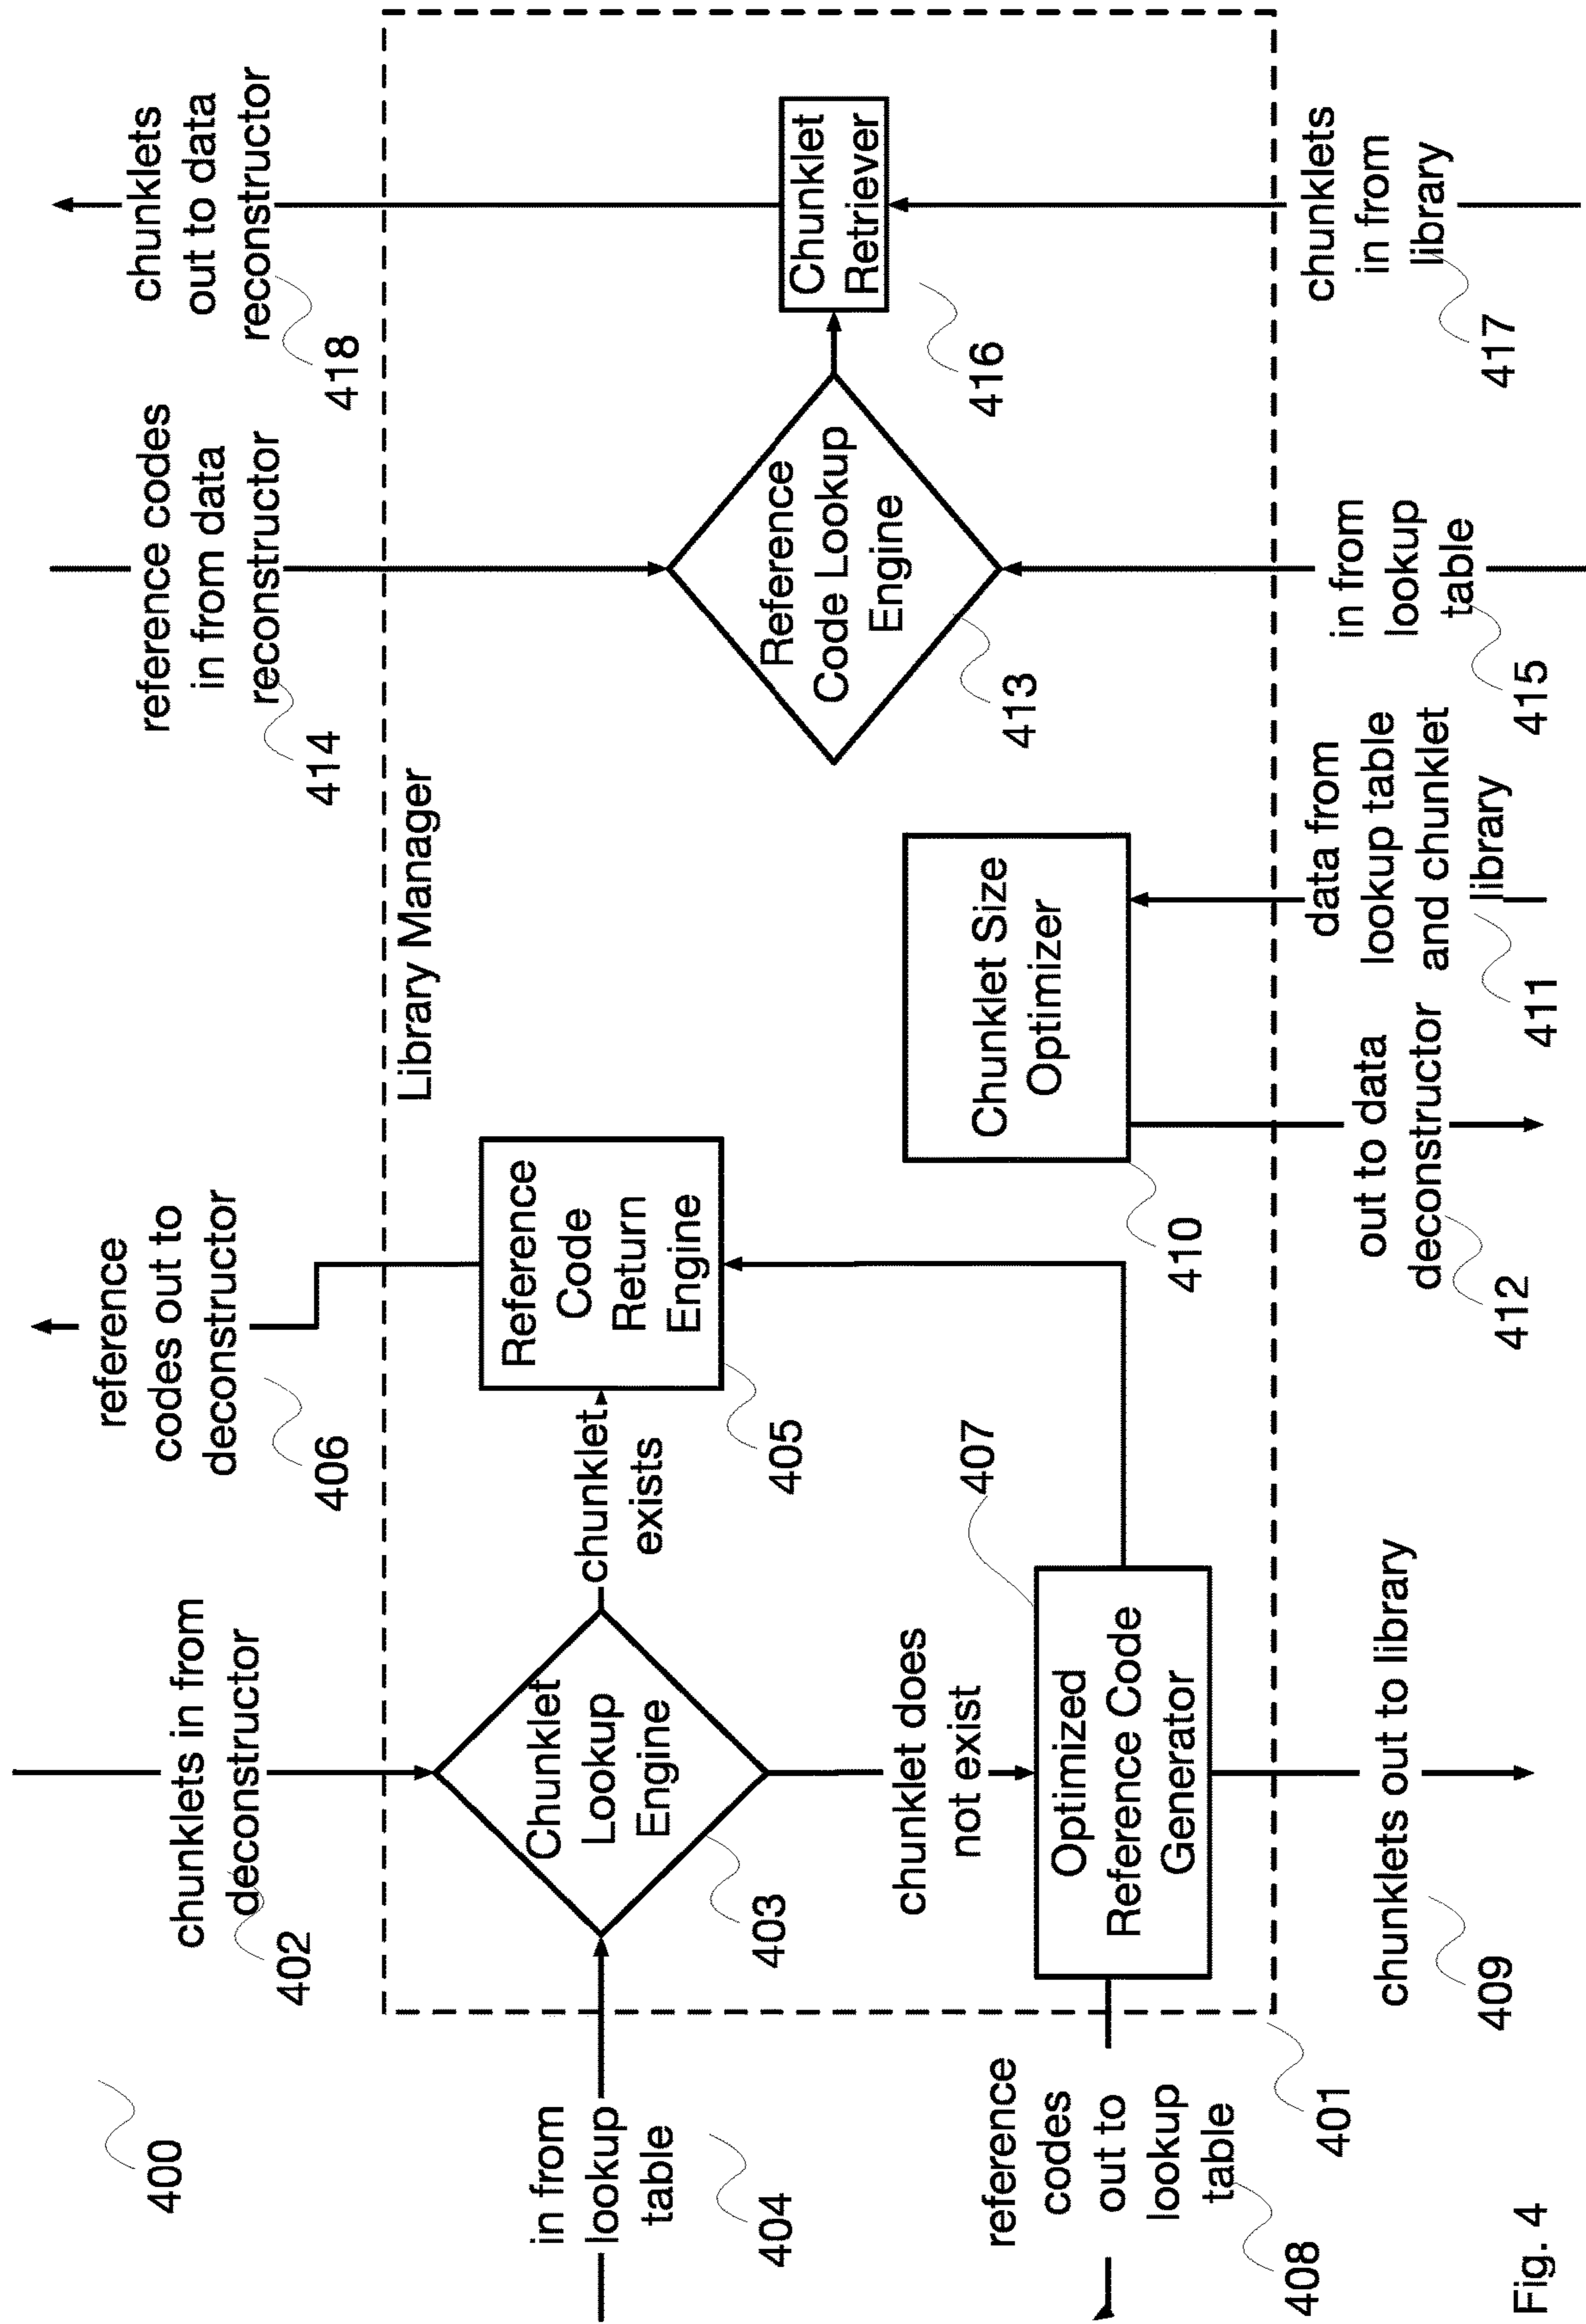 400
chunklets in from
deconstructor
402
reference
codes out to
deconstructor
406
reference codes
in from data
reconstructor
414
chunklets
out to data
reconstructor
418
Library Manager
in from
lookup
table
404
Chunklet
Lookup
Engine
403
chunklet
exists
Reference
Code
Return
Engine
405
chunklet does
not exist
407
Optimized
Reference Code
Generator
reference
codes
out to
lookup
table
408
401
chunklets out to library
409
Chunklet Size
Optimizer
410
out to data
deconstructor
412
data from
lookup table
and chunklet
library
411
Reference
Code Lookup
Engine
413
in from
lookup
table
415
Chunklet
Retriever
416
chunklets
in from
library
417
Fig. 4